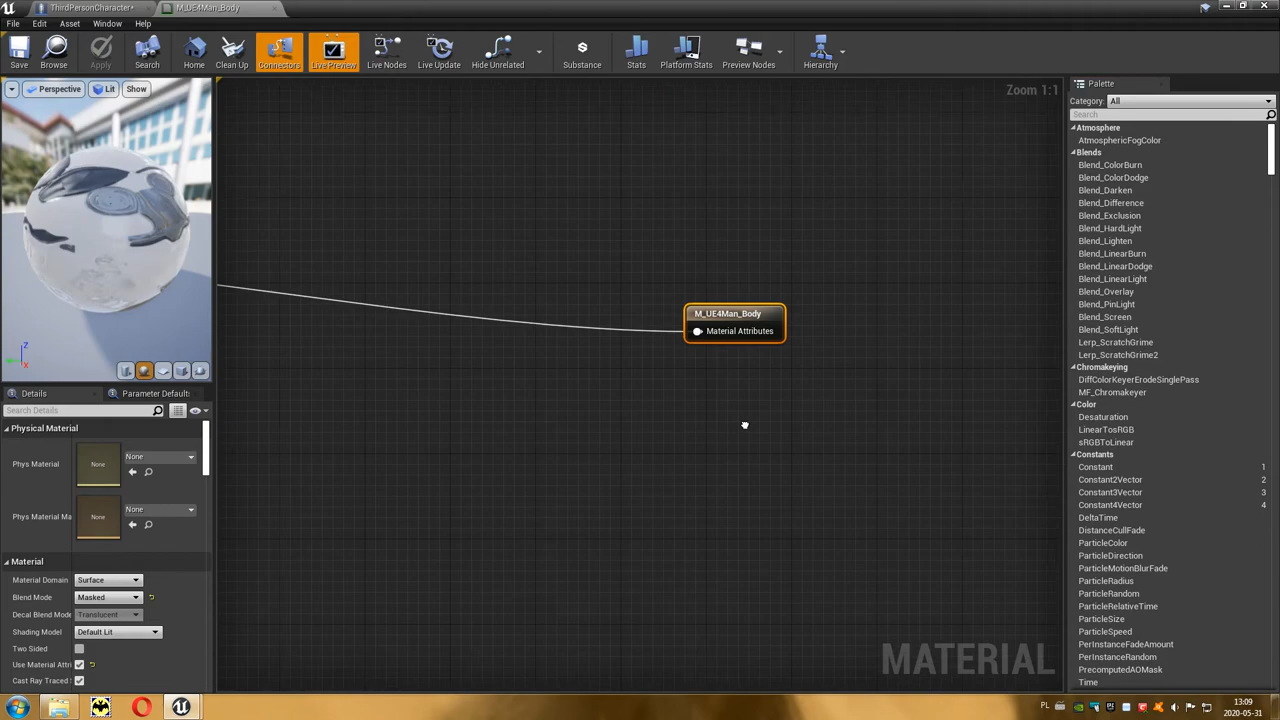 ThirdPersonCharacter*
M_UE4Man_Body
File Edit Asset Window Help
Save Browse Apply Search Home Clean Up Connectors Live Preview Live Nodes Live Update Hide Unrelated Substance Stats Platform Stats Preview Nodes Hierarchy
Perspective Lit Show
Zoom 1:1
M_UE4Man_Body
Material Attributes
MATERIAL
Z
X
Details
Parameter Default:
Search Details
Physical Material
Phys Material
None
None
Phys Material Ma
None
None
Material
Material Domain Surface
Blend Mode Masked
Decal Blend Mode Translucent
Shading Model Default Lit
Two Sided
Use Material Attri
Cast Ray Traced
Palette
Category: All
Search
Atmosphere
AtmosphericFogColor
Blends
Blend_ColorBurn
Blend_ColorDodge
Blend_Darken
Blend_Difference
Blend_Exclusion
Blend_HardLight
Blend_Lighten
Blend_LinearBurn
Blend_LinearDodge
Blend_LinearLight
Blend_Overlay
Blend_PinLight
Blend_Screen
Blend_SoftLight
Lerp_ScratchGrime
Lerp_ScratchGrime2
Chromakeying
DiffColorKeyerErodeSinglePass
MF_Chromakeyer
Color
Desaturation
LinearTosRGB
sRGBToLinear
Constants
Constant 1
Constant2Vector 2
Constant3Vector 3
Constant4Vector 4
DeltaTime
DistanceCullFade
ParticleColor
ParticleDirection
ParticleMotionBlurFade
ParticleRadius
ParticleRandom
ParticleRelativeTime
ParticleSize
ParticleSpeed
PerInstanceFadeAmount
PerInstanceRandom
PrecomputedAOMask
Time
PL
13:09
2020-05-31